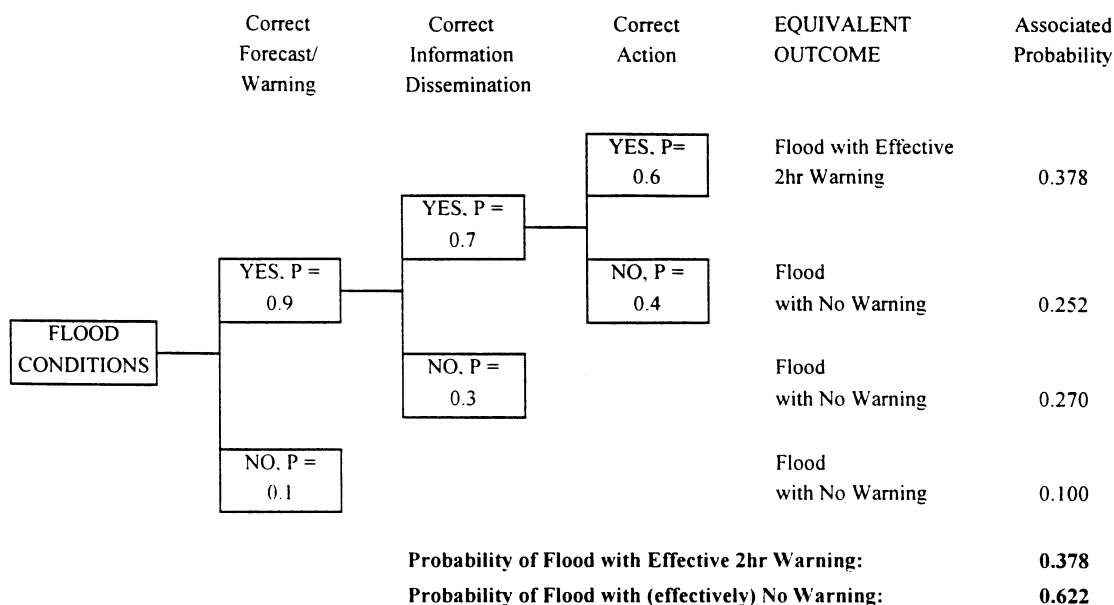 Correct Correct Correct EQUIVALENT Associated
Forecast/ Information Action OUTCOME Probability
Warning Dissemination
YES, P= Flood with Effective
0.6 2hr Warning 0.378
YES, P =
0.7
YES, P = NO, P = Flood
0.9 0.4 with No Warning 0.252
FLOOD
CONDITIONS
NO, P = Flood
0.3 with No Warning 0.270
NO, P = Flood
0.1 with No Warning 0.100
Probability of Flood with Effective 2hr Warning: 0.378
Probability of Flood with (effectively) No Warning: 0.622